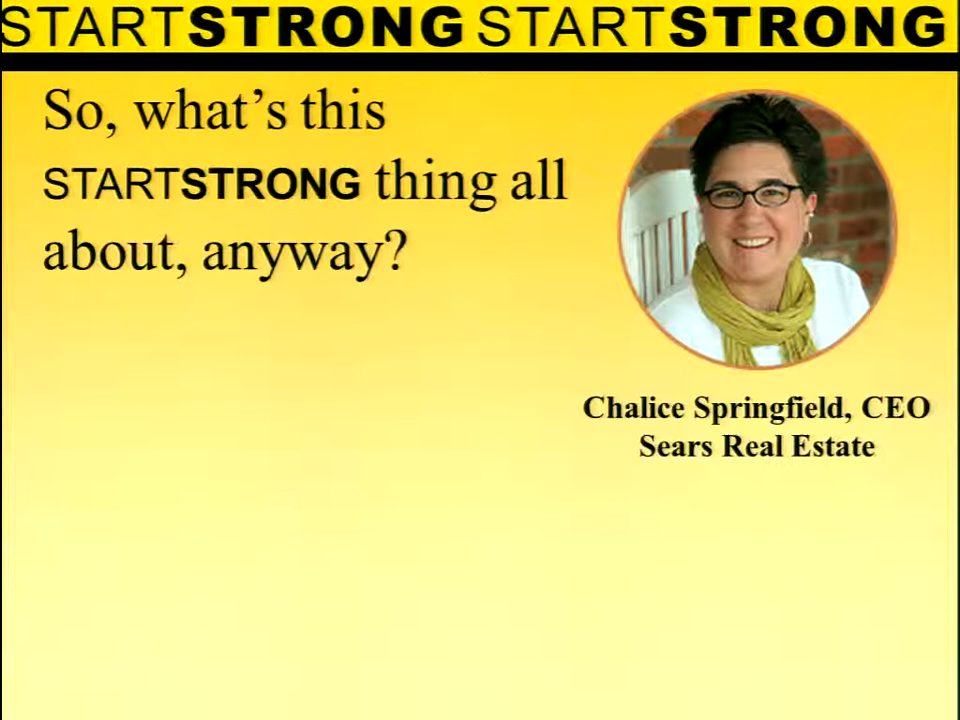 STARTSTRONG STARTSTRONG
So, what's this
STARTSTRONG thing all
about, anyway?
Chalice Springfield, CEO
Sears Real Estate